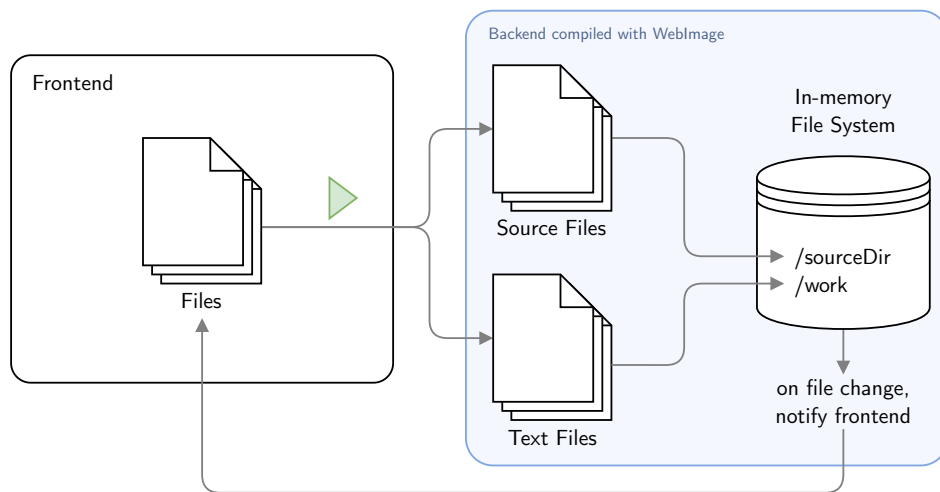 Backend compiled with WebImage
Frontend
In-memory
File System
Source Files
/sourceDir
/work
Files
on file change,
notify frontend
Text Files